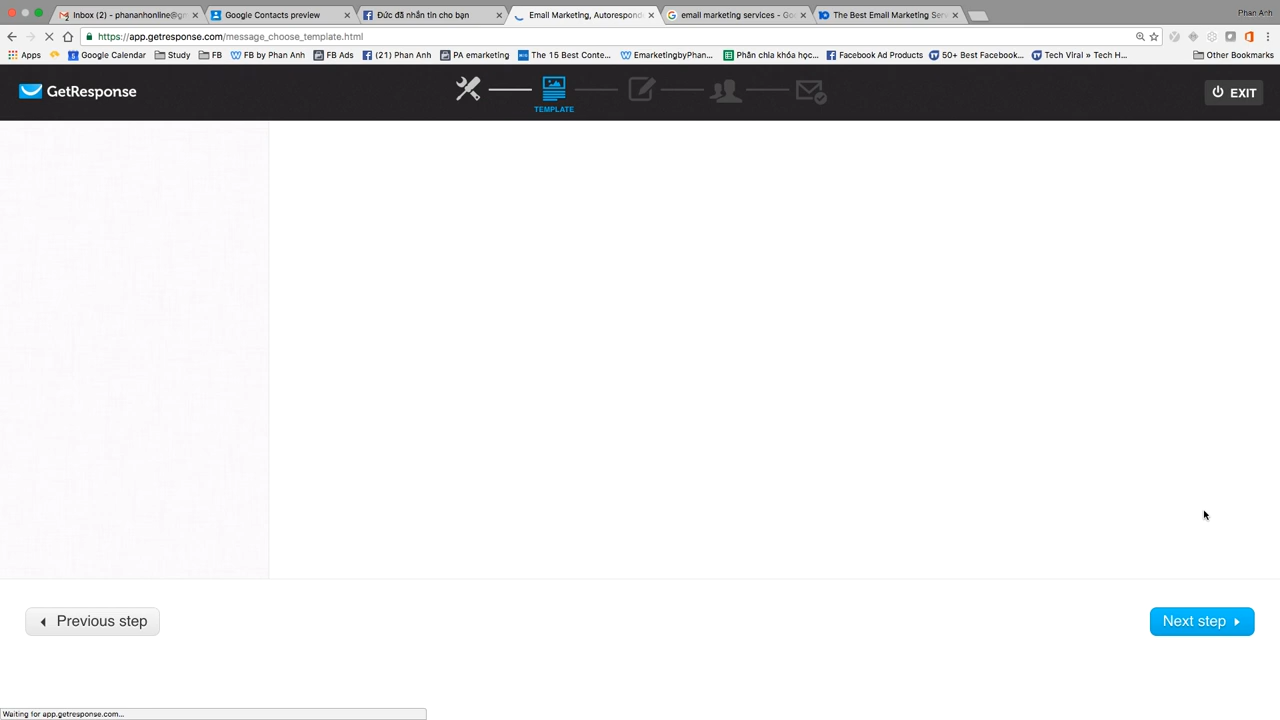 Inbox (2) - phananhonline@gm
Google Contacts preview
Đức đã nhắn tin cho bạn
Email Marketing, Autorespond
email marketing services - Goo
The Best Email Marketing Serv
Phan Anh
https://app.getresponse.com/message_choose_template.html
Apps
Google Calendar
Study
FB
FB by Phan Anh
FB Ads
(21) Phan Anh
PA emarketing
The 15 Best Conte...
EmarketingbyPhan...
Phân chia khóa học...
Facebook Ad Products
50+ Best Facebook...
Tech Viral » Tech H...
Other Bookmarks
GetResponse
TEMPLATE
EXIT
Previous step
Next step
Waiting for app.getresponse.com...